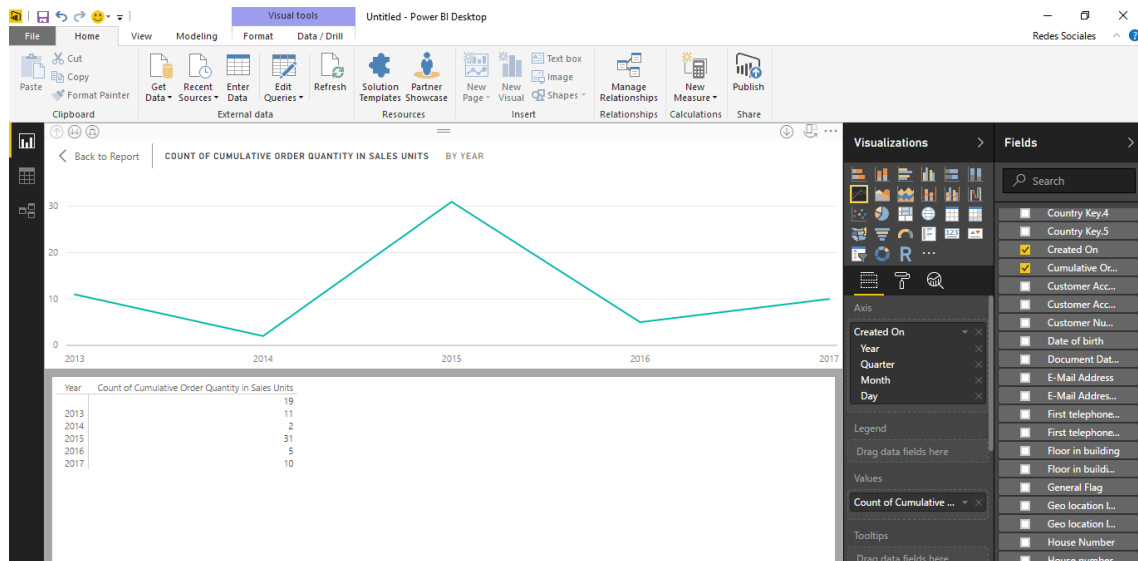 Visual tools
Untitled - Power BI Desktop
File Home View Modeling Format Data / Drill
Redes Sociales
Paste
Cut
Copy
Format Painter
Get Data
Recent Sources
Enter Data
Edit Queries
Refresh
Solution Templates
Partner Showcase
New Page
New Visual
Text box
Image
Shapes
Manage Relationships
New Measure
Publish
Clipboard External data Resources Insert Relationships Calculations Share
Back to Report COUNT OF CUMULATIVE ORDER QUANTITY IN SALES UNITS BY YEAR
30
20
10
0
2013 2014 2015 2016 2017
Year Count of Cumulative Order Quantity in Sales Units
19
2013 11
2014 2
2015 31
2016 5
2017 10
Visualizations
R
123
Axis
Created On
Year
Quarter
Month
Day
Legend
Drag data fields here
Values
Count of Cumulative ...
Tooltips
Drag data fields here
Fields
Search
Country Key.4
Country Key.5
Created On
Cumulative Or...
Customer Acc...
Customer Acc...
Customer Nu...
Date of birth
Document Dat...
E-Mail Address
E-Mail Addres...
First telephone...
First telephone...
Floor in building
Floor in buildi...
General Flag
Geo location I...
Geo location I...
House Number
House number